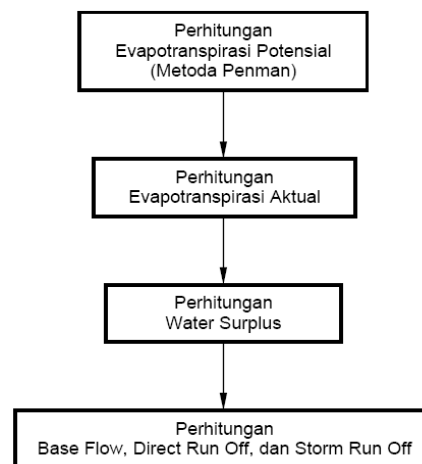 Perhitungan
Evapotranspirasi Potensial
(Metoda Penman)
Perhitungan
Evapotranspirasi Aktual
Perhitungan
Water Surplus
Perhitungan
Base Flow, Direct Run Off, dan Storm Run Off